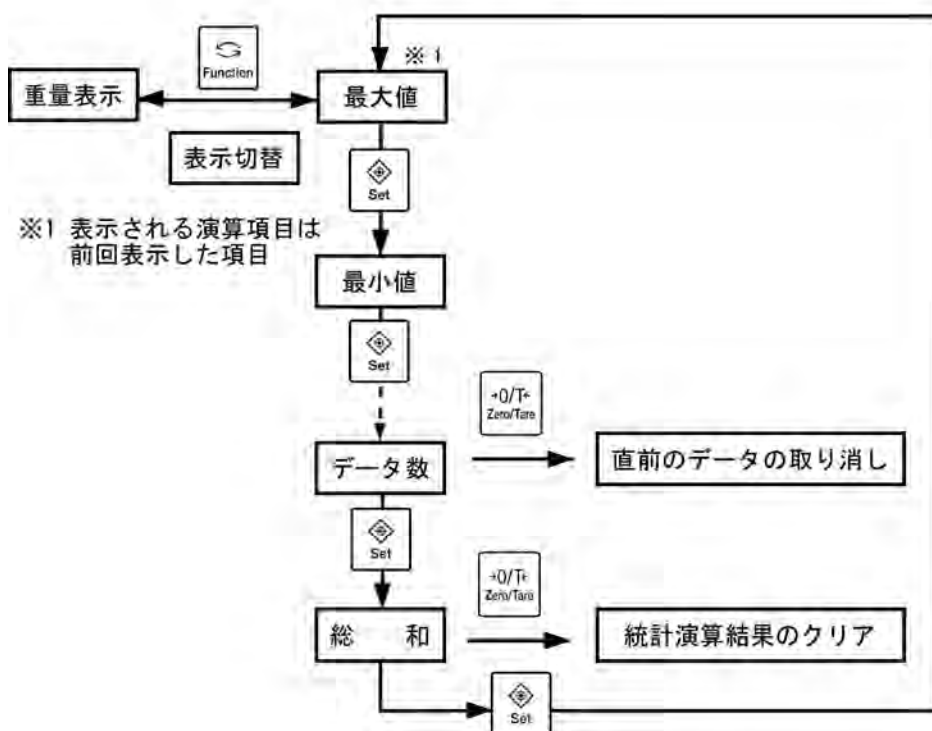 Function
※1
重量表示
最大値
表示切替
Set
※1 表示される演算項目は
前回表示した項目
最小値
Set
→0/T←
Zero/Tare
データ数
直前のデータの取り消し
Set
→0/T←
Zero/Tare
総 和
統計演算結果のクリア
Set